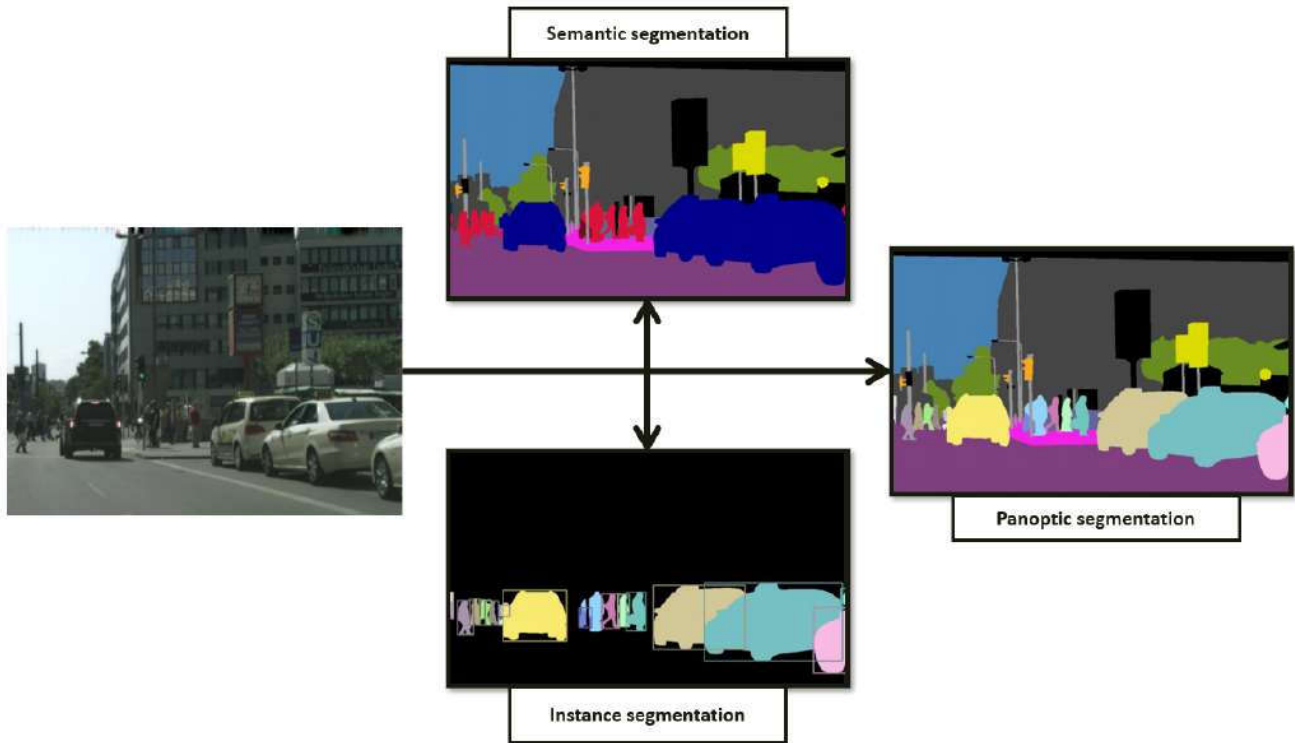 Semantic segmentation
S
U
Panoptic segmentation
Instance segmentation